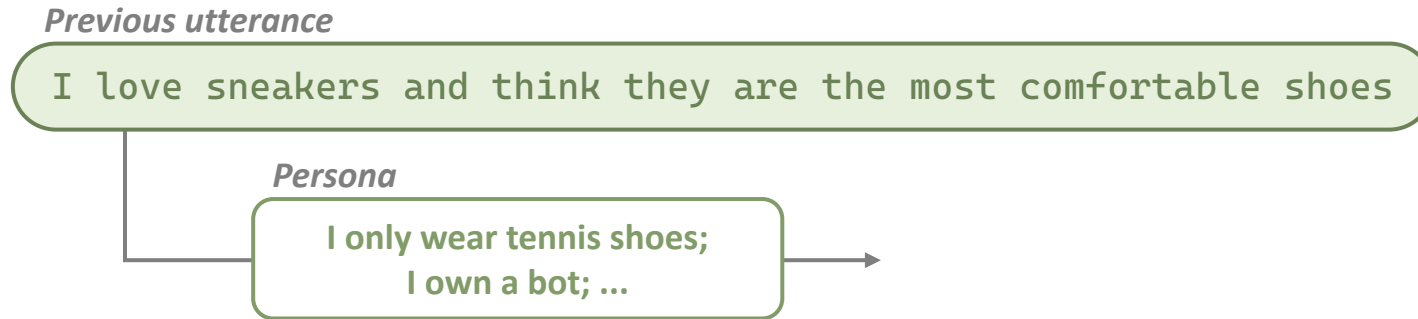 Previous utterance
I love sneakers and think they are the most comfortable shoes
Persona
I only wear tennis shoes;
I own a bot; ...